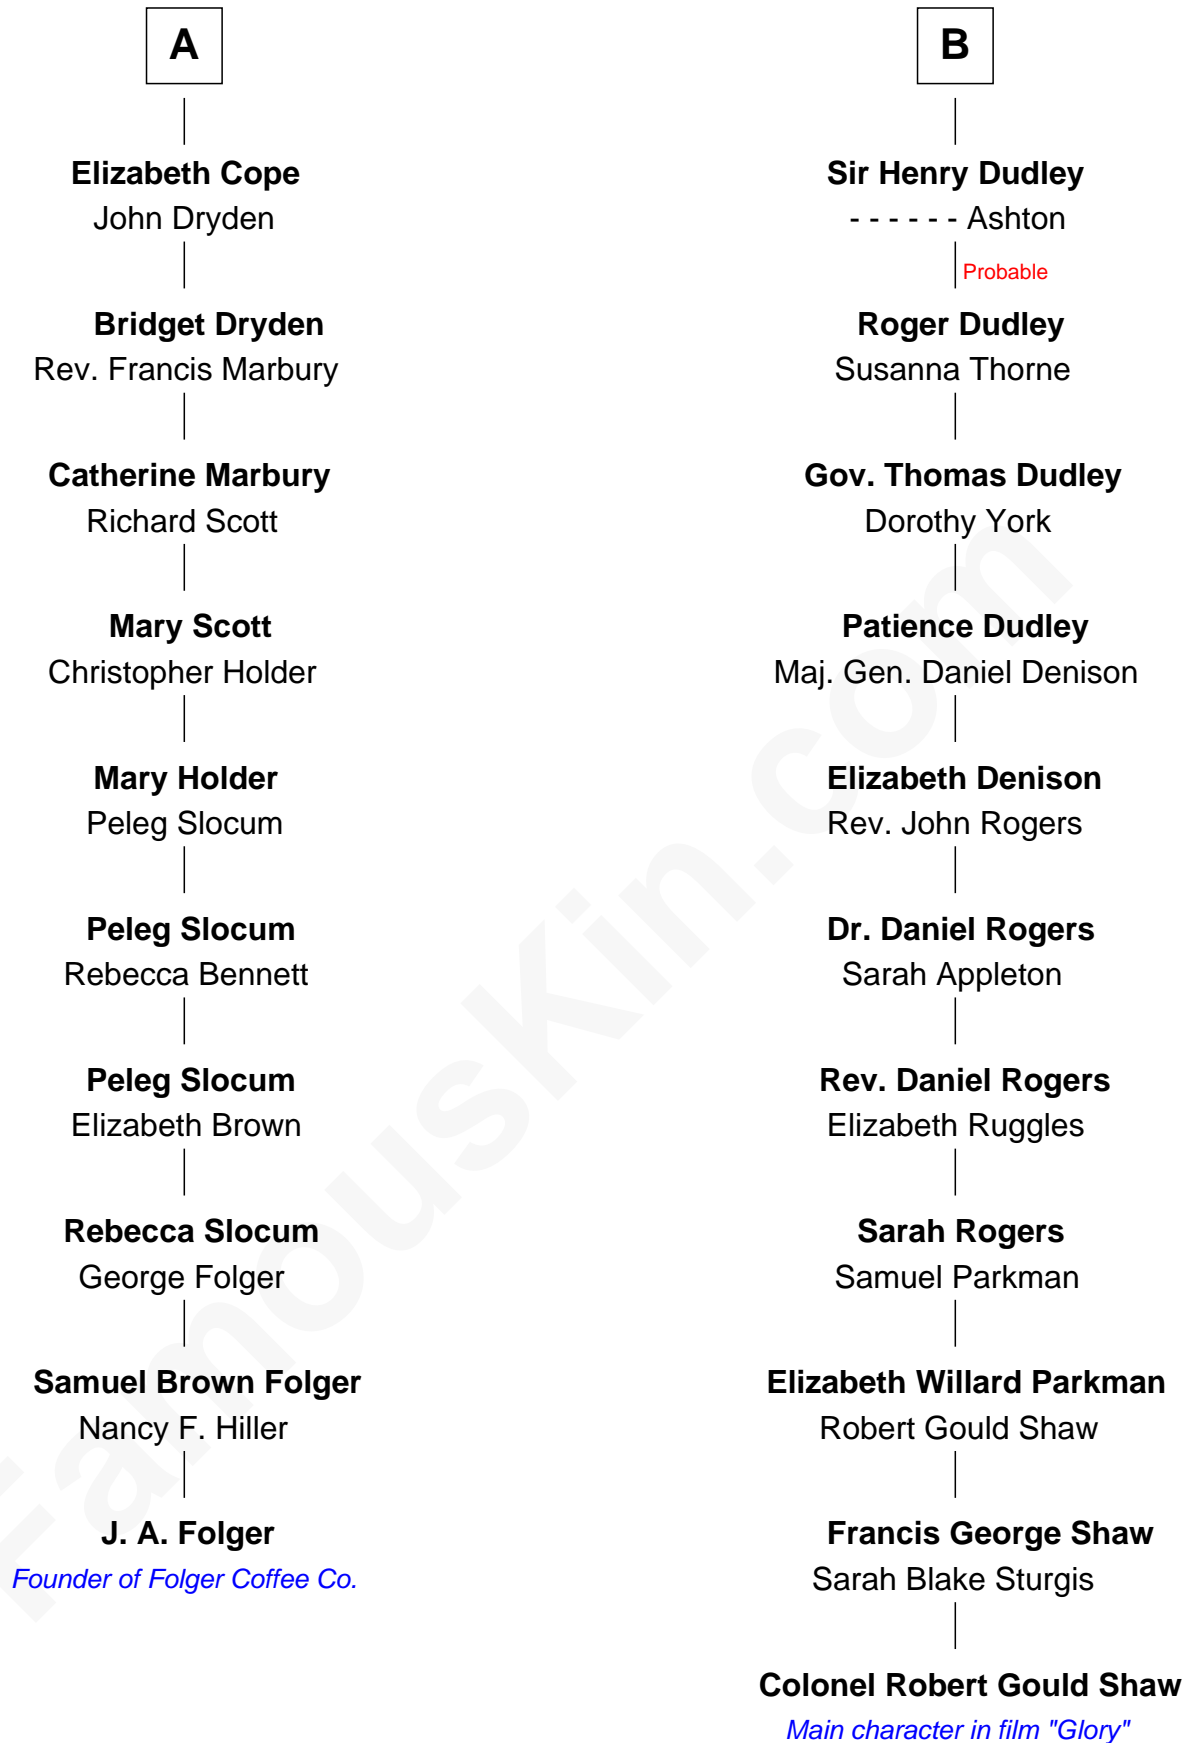 A
Elizabeth Cope
John Dryden
Bridget Dryden
Rev. Francis Marbury
Catherine Marbury
Richard Scott
Mary Scott
Christopher Holder
Mary Holder
Peleg Slocum
Peleg Slocum
Rebecca Bennett
Peleg Slocum
Elizabeth Brown
Rebecca Slocum
George Folger
Samuel Brown Folger
Nancy F. Hiller
J. A. Folger
Founder of Folger Coffee Co.
B
Sir Henry Dudley
- - - - - - Ashton
Probable
Roger Dudley
Susanna Thorne
Gov. Thomas Dudley
Dorothy York
Patience Dudley
Maj. Gen. Daniel Denison
Elizabeth Denison
Rev. John Rogers
Dr. Daniel Rogers
Sarah Appleton
Rev. Daniel Rogers
Elizabeth Ruggles
Sarah Rogers
Samuel Parkman
Elizabeth Willard Parkman
Robert Gould Shaw
Francis George Shaw
Sarah Blake Sturgis
Colonel Robert Gould Shaw
Main character in film "Glory"
FamousKin.com